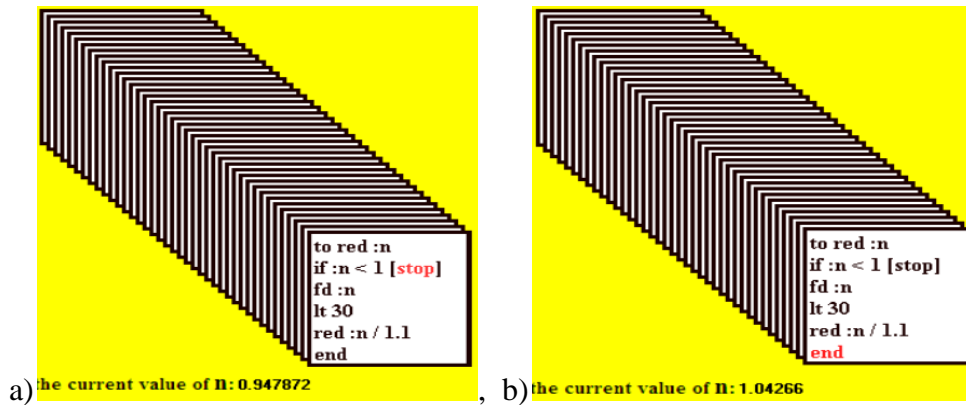 to red :n
if :n < 1 [stop]
fd :n
lt 30
red :n / 1.1
end
a) the current value of n: 0.947872
to red :n
if :n < 1 [stop]
fd :n
lt 30
red :n / 1.1
end
, b) the current value of n: 1.04266